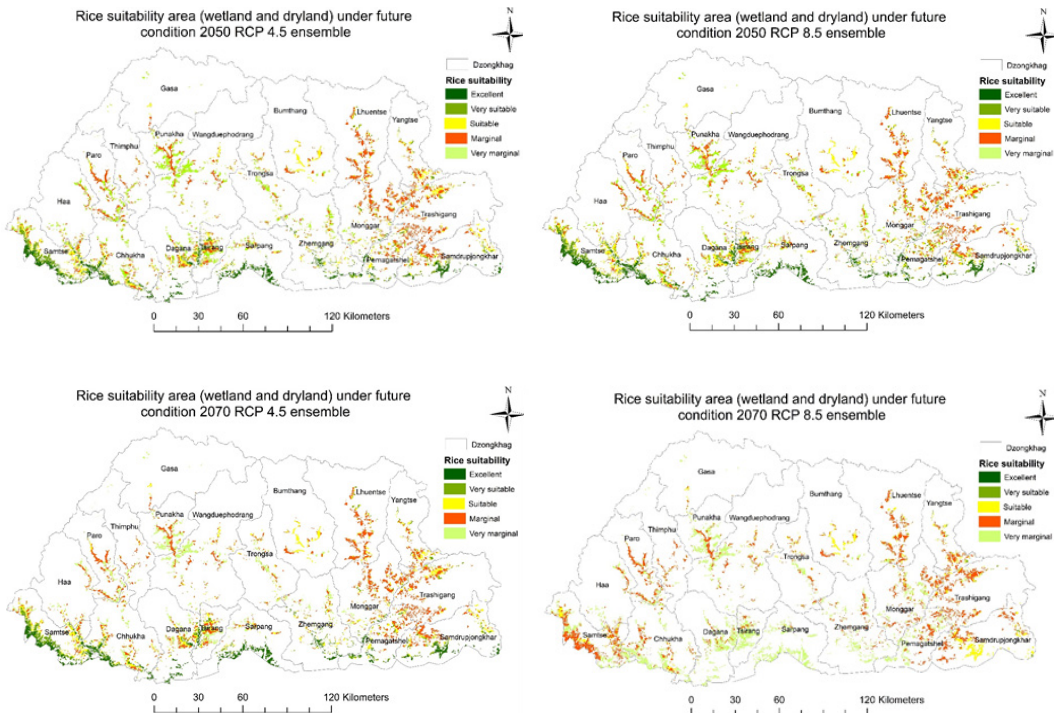 Rice suitability area (wetland and dryland) under future
condition 2050 RCP 4.5 ensemble
N
Dzongkhag
Rice suitability
Excellent
Very suitable
Suitable
Marginal
Very marginal
Gasa
Bumthang
Lhuentse
Yangtse
Punakha
Wangduephodrang
Thimphu
Paro
Trongsa
Haa
Trashigang
Monggar
Samtse
Chhukha
Dagana
Tsirang
Sarpang
Zhemgang
Pemagatshel
Samdrupjongkhar
0 30 60 120 Kilometers
Rice suitability area (wetland and dryland) under future
condition 2050 RCP 8.5 ensemble
N
Dzongkhag
Rice suitability
Excellent
Very suitable
Suitable
Marginal
Very marginal
Gasa
Bumthang
Lhuentse
Yangtse
Punakha
Wangduephodrang
Thimphu
Paro
Trongsa
Haa
Trashigang
Monggar
Samtse
Chhukha
Dagana
Tsirang
Sarpang
Zhemgang
Pemagatshel
Samdrupjongkhar
0 30 60 120 Kilometers
Rice suitability area (wetland and dryland) under future
condition 2070 RCP 4.5 ensemble
N
Dzongkhag
Rice suitability
Excellent
Very suitable
Suitable
Marginal
Very marginal
Gasa
Bumthang
Lhuentse
Yangtse
Punakha
Wangduephodrang
Thimphu
Paro
Trongsa
Haa
Trashigang
Monggar
Samtse
Chhukha
Dagana
Tsirang
Sarpang
Zhemgang
Pemagatshel
Samdrupjongkhar
0 30 60 120 Kilometers
Rice suitability area (wetland and dryland) under future
condition 2070 RCP 8.5 ensemble
N
Dzongkhag
Rice suitability
Excellent
Very suitable
Suitable
Marginal
Very marginal
Gasa
Bumthang
Lhuentse
Yangtse
Punakha
Wangduephodrang
Thimphu
Paro
Trongsa
Haa
Trashigang
Monggar
Samtse
Chhukha
Dagana
Tsirang
Sarpang
Zhemgang
Pemagatshel
Samdrupjongkhar
0 30 60 120 Kilometers